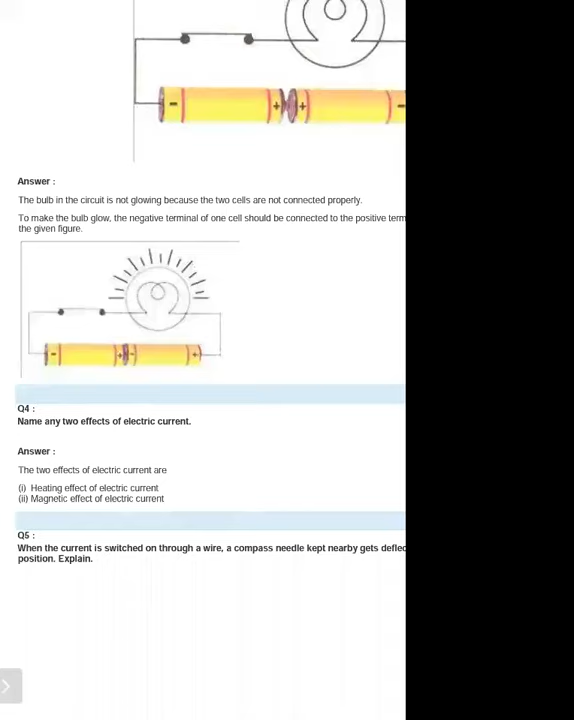 -
+
+
-
Answer :
The bulb in the circuit is not glowing because the two cells are not connected properly.
To make the bulb glow, the negative terminal of one cell should be connected to the positive term
the given figure.
-
+
-
+
Q4 :
Name any two effects of electric current.
Answer :
The two effects of electric current are
(i) Heating effect of electric current
(ii) Magnetic effect of electric current
Q5 :
When the current is switched on through a wire, a compass needle kept nearby gets deflec
position. Explain.